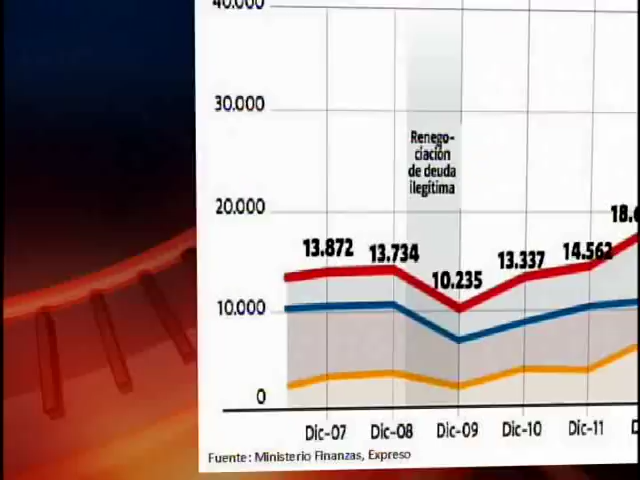 40.000
30.000
Renego-
ciación
de deuda
ilegítima
20.000
18.
13.872 13.734 10.235 13.337 14.562
10.000
0
Dic-07 Dic-08 Dic-09 Dic-10 Dic-11
Fuente: Ministerio Finanzas, Expreso